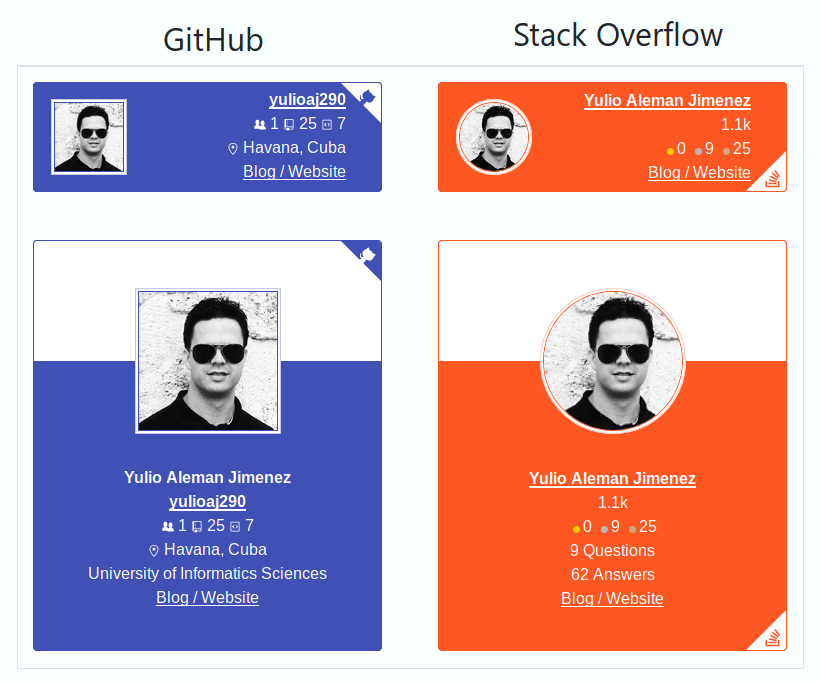 GitHub
Stack Overflow
yulioaj290
1 25 7
Havana, Cuba
Blog / Website
Yulio Aleman Jimenez
1.1k
0 9 25
Blog / Website
Yulio Aleman Jimenez
yulioaj290
1 25 7
Havana, Cuba
University of Informatics Sciences
Blog / Website
Yulio Aleman Jimenez
1.1k
0 9 25
9 Questions
62 Answers
Blog / Website